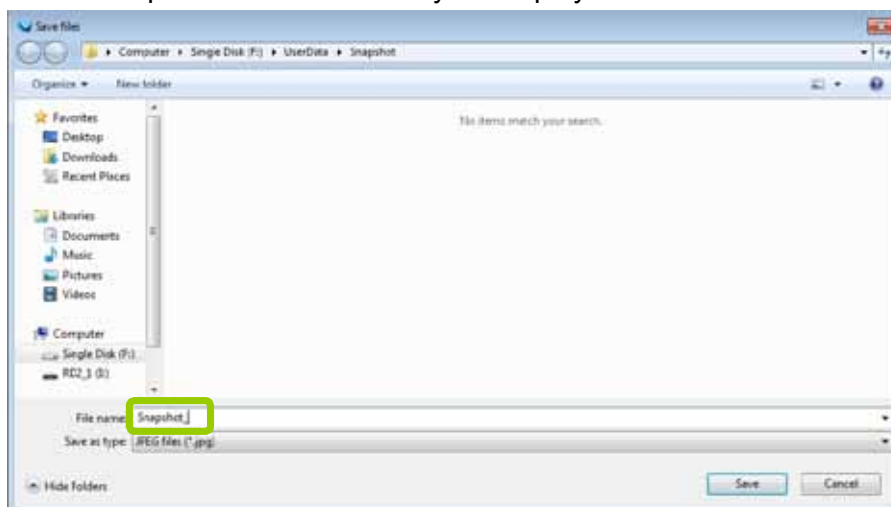 Save files
Computer ▸ Single Disk (F:) ▸ UserData ▸ Snapshot
Organize New folder
No items match your search.
Favorites
Desktop
Downloads
Recent Places
Libraries
Documents
Music
Pictures
Videos
Computer
Single Disk (F:)
RD2_1 (I:)
File name: Snapshot_
Save as type: JPEG files (*.jpg)
Hide Folders Save Cancel